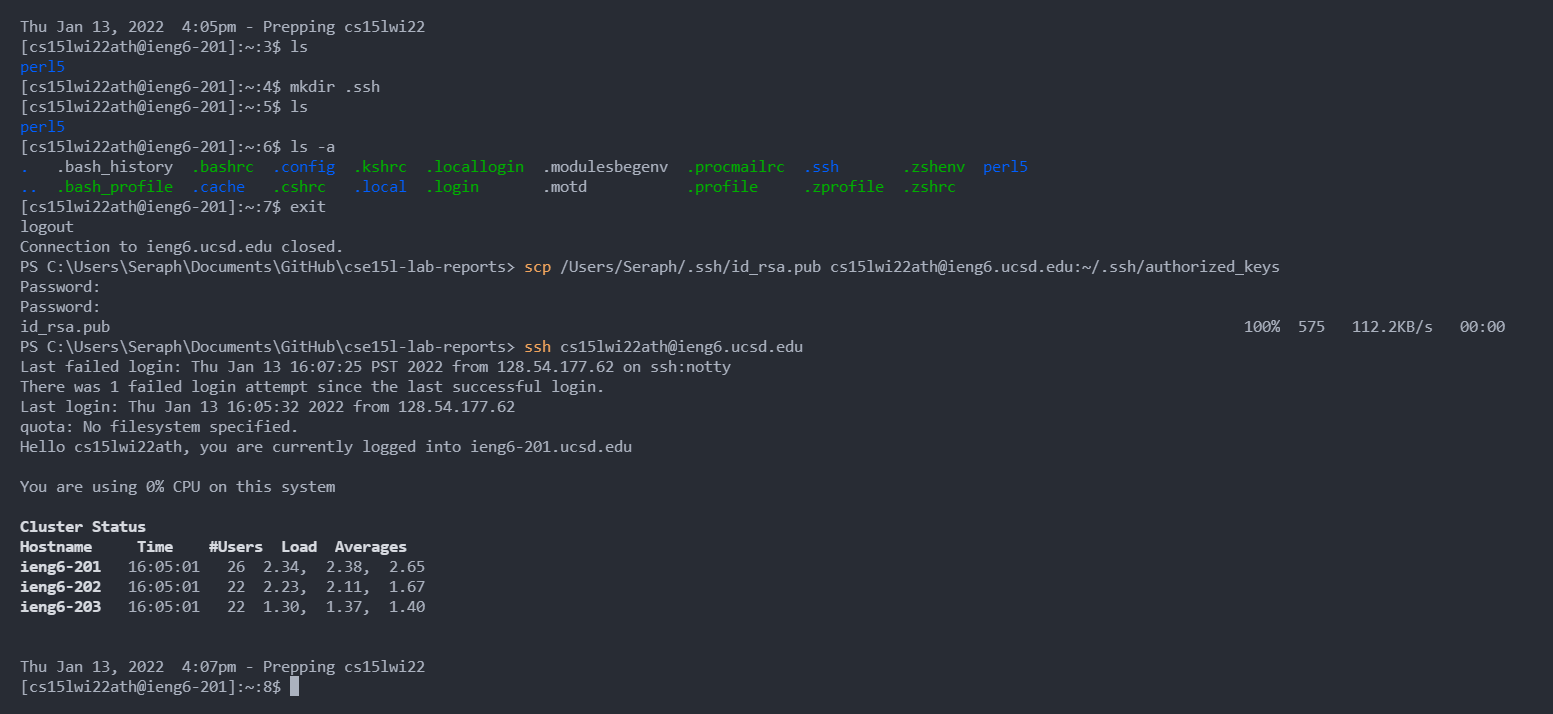 Thu Jan 13, 2022  4:05pm - Prepping cs15lwi22
[cs15lwi22ath@ieng6-201]:~:3$ ls
perl5
[cs15lwi22ath@ieng6-201]:~:4$ mkdir .ssh
[cs15lwi22ath@ieng6-201]:~:5$ ls
perl5
[cs15lwi22ath@ieng6-201]:~:6$ ls -a
.   .bash_history  .bashrc  .config  .kshrc  .locallogin  .modulesbegenv  .procmailrc  .ssh       .zshenv  perl5
..  .bash_profile  .cache   .cshrc   .local  .login       .motd           .profile     .zprofile  .zshrc
[cs15lwi22ath@ieng6-201]:~:7$ exit
logout
Connection to ieng6.ucsd.edu closed.
PS C:\Users\Seraph\Documents\GitHub\cse15l-lab-reports> scp /Users/Seraph/.ssh/id_rsa.pub cs15lwi22ath@ieng6.ucsd.edu:~/.ssh/authorized_keys
Password:
Password:
id_rsa.pub    100%  575   112.2KB/s   00:00
PS C:\Users\Seraph\Documents\GitHub\cse15l-lab-reports> ssh cs15lwi22ath@ieng6.ucsd.edu
Last failed login: Thu Jan 13 16:07:25 PST 2022 from 128.54.177.62 on ssh:notty
There was 1 failed login attempt since the last successful login.
Last login: Thu Jan 13 16:05:32 2022 from 128.54.177.62
quota: No filesystem specified.
Hello cs15lwi22ath, you are currently logged into ieng6-201.ucsd.edu
You are using 0% CPU on this system
Cluster Status
Hostname     Time    #Users  Load  Averages
ieng6-201   16:05:01   26  2.34,  2.38,  2.65
ieng6-202   16:05:01   22  2.23,  2.11,  1.67
ieng6-203   16:05:01   22  1.30,  1.37,  1.40
Thu Jan 13, 2022  4:07pm - Prepping cs15lwi22
[cs15lwi22ath@ieng6-201]:~:8$